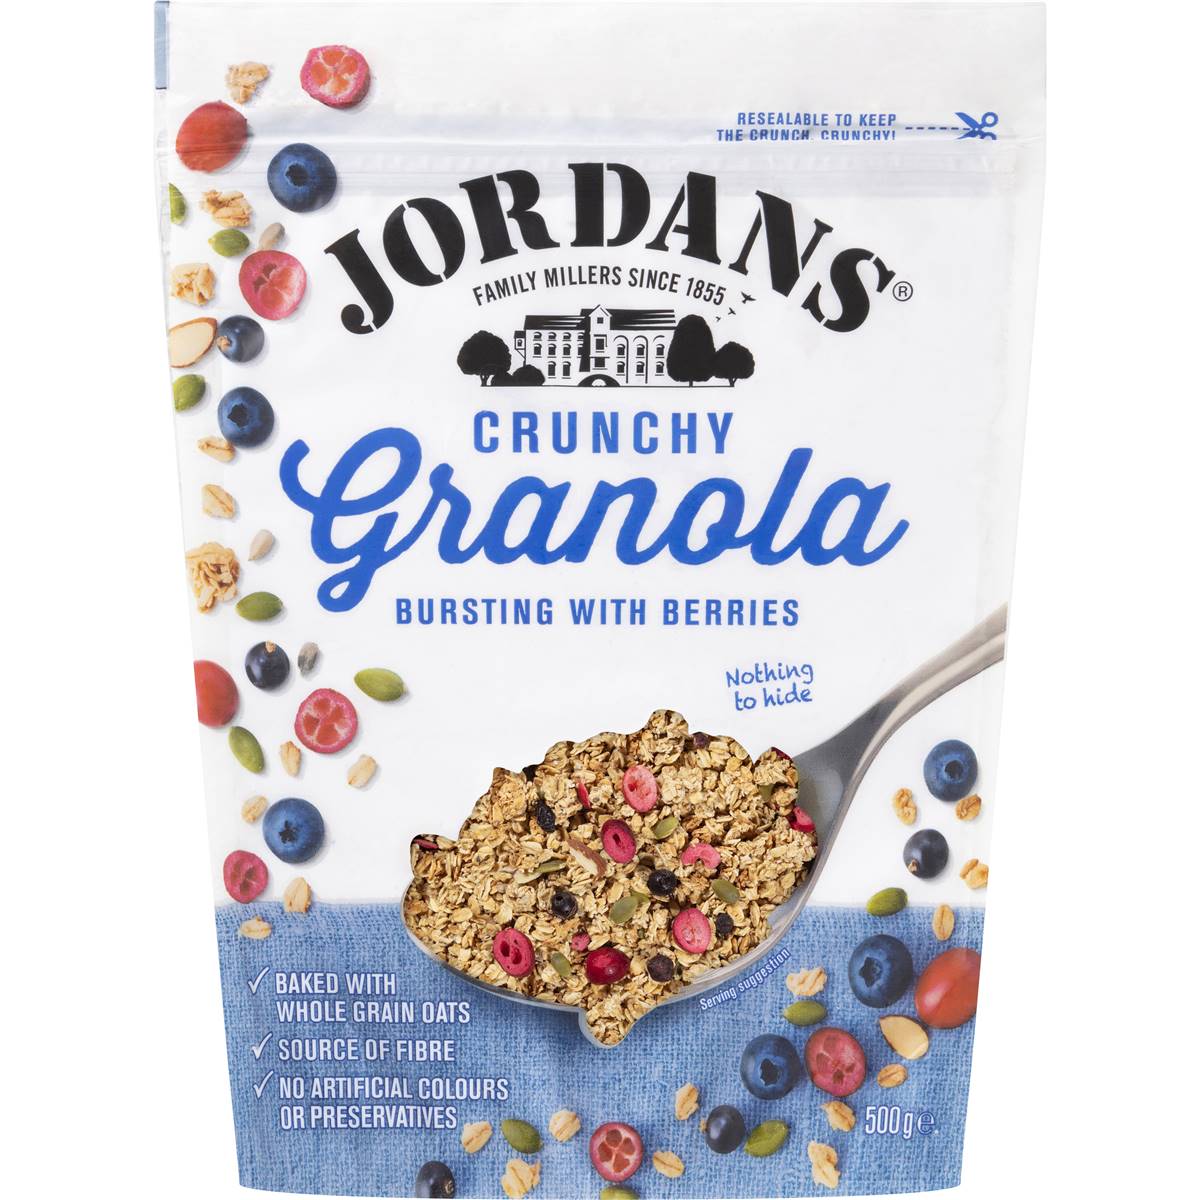 RESEALABLE TO KEEP
THE CRUNCH, CRUNCHY!
JORDANS®
FAMILY MILLERS SINCE 1855
CRUNCHY
Granola
BURSTING WITH BERRIES
Nothing
to hide
Serving suggestion
✓ BAKED WITH
WHOLE GRAIN OATS
✓ SOURCE OF FIBRE
✓ NO ARTIFICIAL COLOURS
OR PRESERVATIVES
500g℮